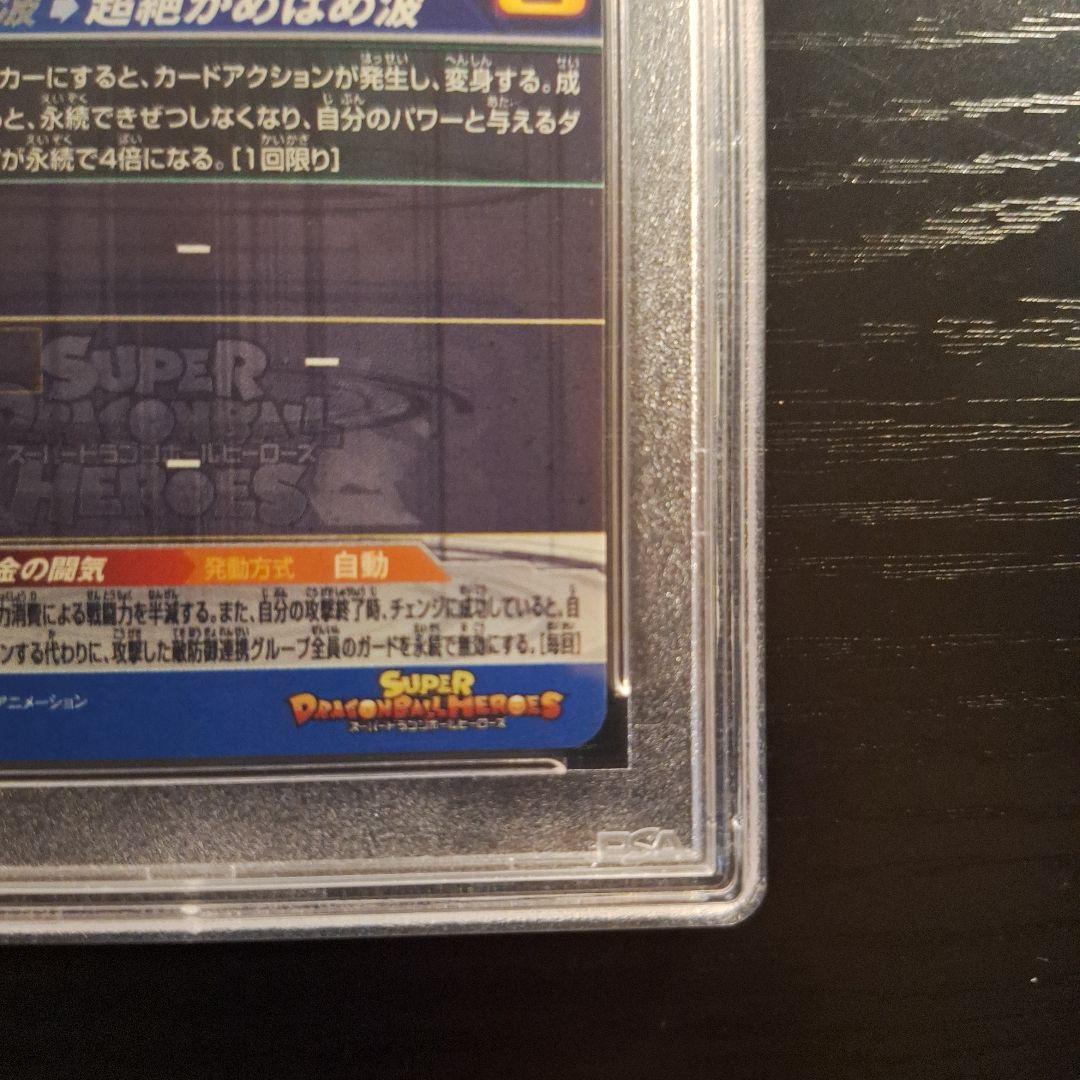 波➡超絶かめはめ波
カーにすると、カードアクションが発生し、変身する。成
と、永続できぜつしなくなり、自分のパワーと与えるダ
が永続で4倍になる。[1回限り]
SUPER
DRAGONBALL
スーパードラゴンボールヒーローズ
HEROES
金の闘気 発動方式 自動
力消費による戦闘力を半減する。また、自分の攻撃終了時、チェンジに成功していると、自
ンする代わりに、攻撃した敵防御連携グループ全員のガードを永続で無効にする。[毎回]
アニメーション
SUPER
DRAGONBALL HEROES
スーパードラゴンボールヒーローズ
PSA